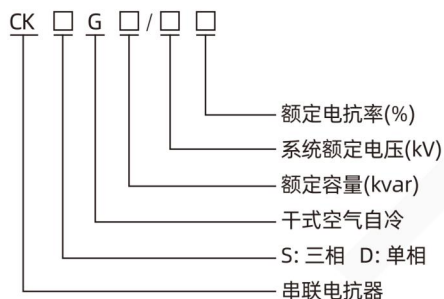 CK □ G □ / □ □
额定电抗率(%)
系统额定电压(kV)
额定容量(kvar)
干式空气自冷
S: 三相 D: 单相
串联电抗器